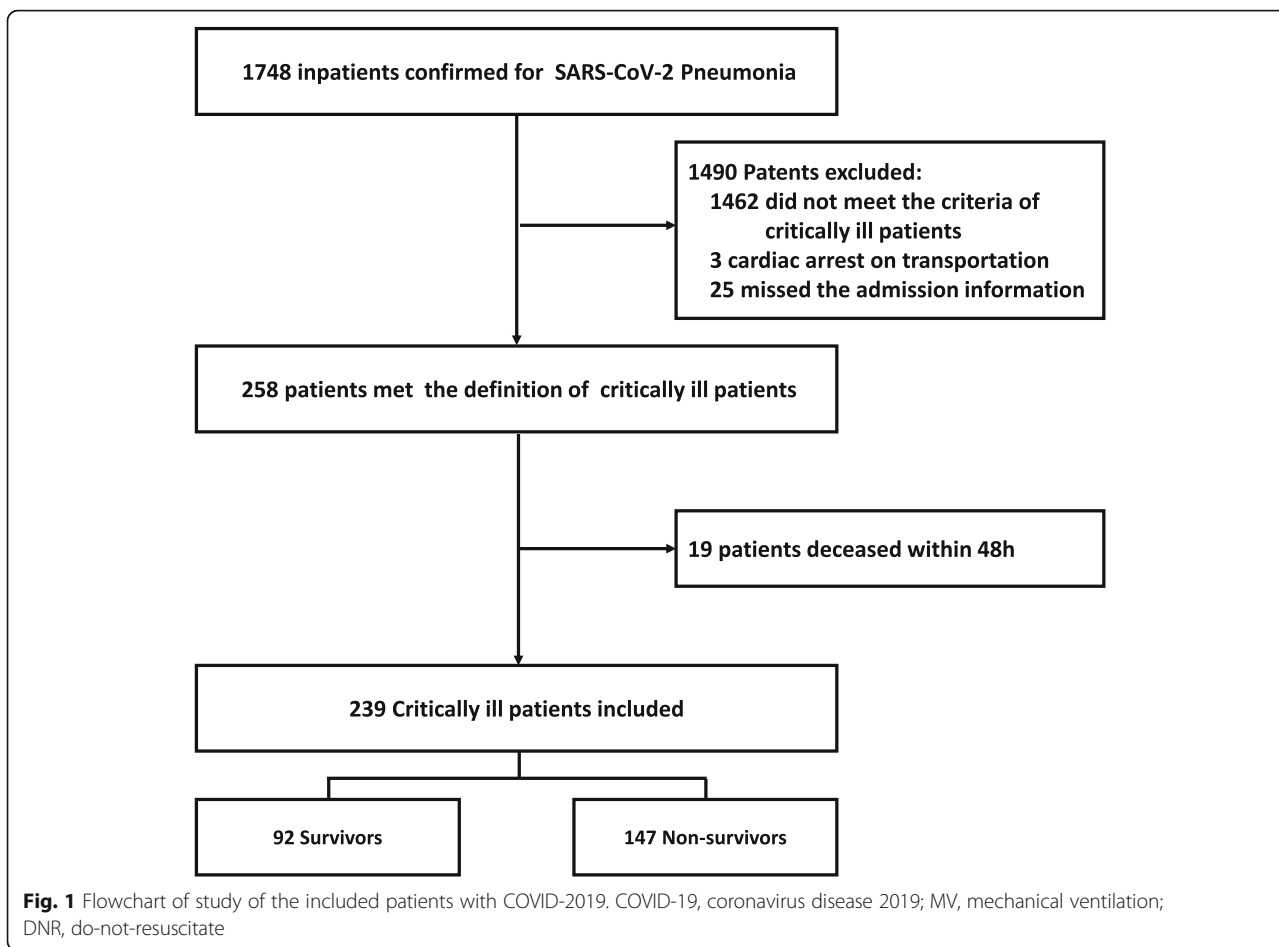 1748 inpatients confirmed for SARS-CoV-2 Pneumonia
1490 Patents excluded:
1462 did not meet the criteria of
critically ill patients
3 cardiac arrest on transportation
25 missed the admission information
258 patients met the definition of critically ill patients
19 patients deceased within 48h
239 Critically ill patients included
92 Survivors
147 Non-survivors
Fig. 1 Flowchart of study of the included patients with COVID-2019. COVID-19, coronavirus disease 2019; MV, mechanical ventilation;
DNR, do-not-resuscitate